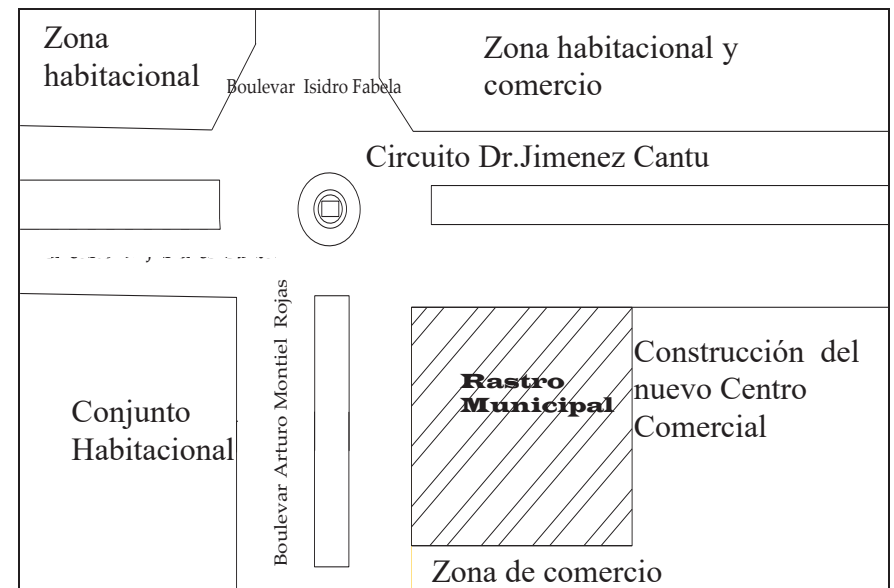 Zona
habitacional
Zona habitacional y
comercio
Boulevar Isidro Fabela
Circuito Dr.Jimenez Cantu
Boulevar Arturo Montiel Rojas
Rastro
Municipal
Construcción del
nuevo Centro
Comercial
Conjunto
Habitacional
Zona de comercio